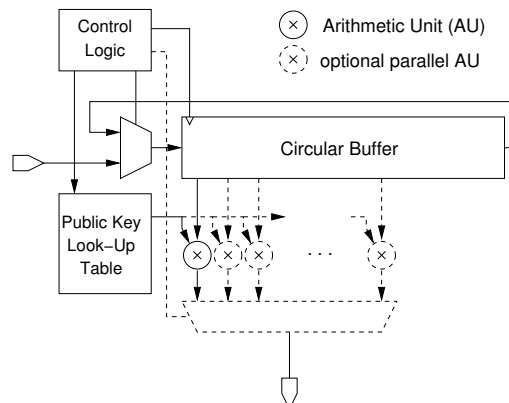 Control
Logic
Arithmetic Unit (AU)
optional parallel AU
Circular Buffer
Public Key
Look−Up
Table
. . .